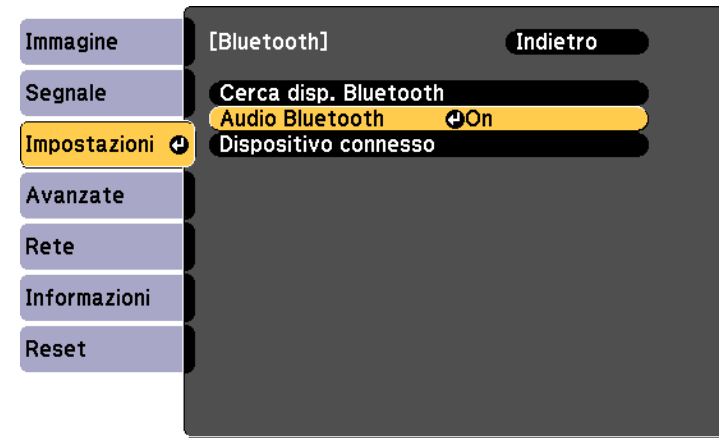 Immagine
Segnale
Impostazioni
Avanzate
Rete
Informazioni
Reset
[Bluetooth] Indietro
Cerca disp. Bluetooth
Audio Bluetooth On
Dispositivo connesso